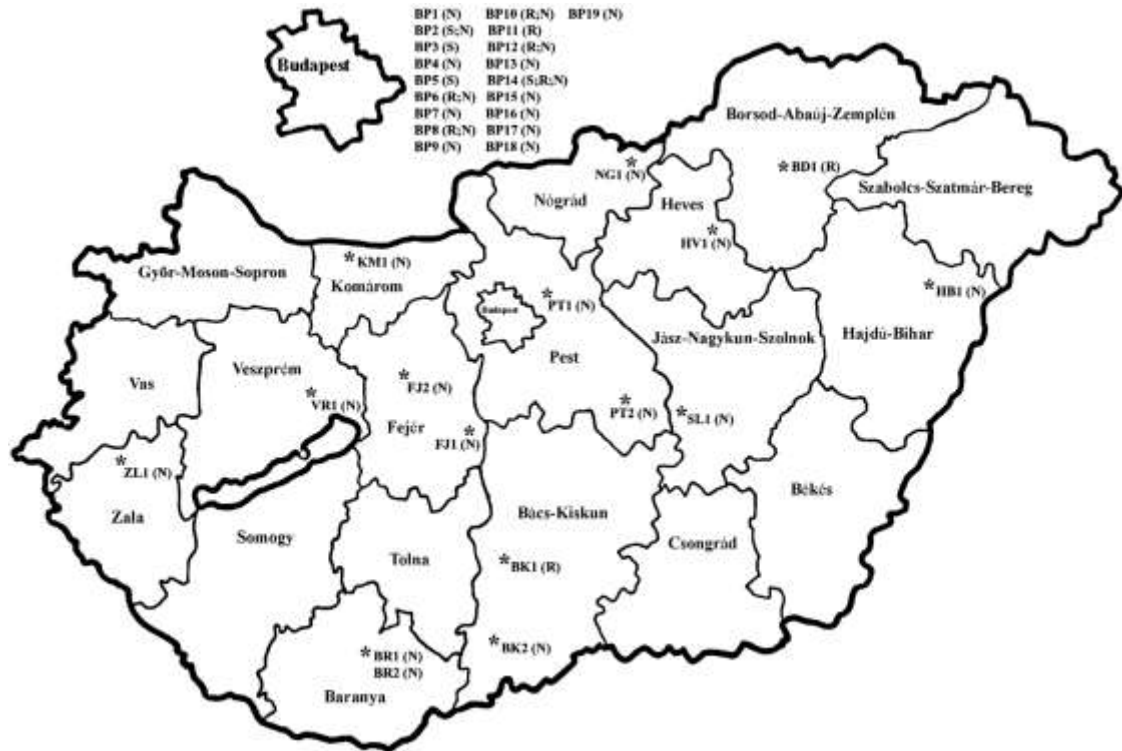 BP1 (N) BP10 (R;N) BP19 (N)
BP2 (S;N) BP11 (R)
BP3 (S) BP12 (R;N)
BP4 (N) BP13 (N)
BP5 (S) BP14 (S;R;N)
BP6 (R;N) BP15 (N)
BP7 (N) BP16 (N)
BP8 (R;N) BP17 (N)
BP9 (N) BP18 (N)
Budapest
Borsod-Abaúj-Zemplén
* NG1 (N)
* BD1 (R)
Nógrád
Szabolcs-Szatmár-Bereg
Heves
* HV1 (N)
* KM1 (N)
Győr-Moson-Sopron
Komárom
* HB1 (N)
* PT1 (N)
Budapest
Jász-Nagykun-Szolnok
Hajdú-Bihar
Pest
Veszprém
Vas
* FJ2 (N)
* VR1 (N)
* PT2 (N)
* SL1 (N)
Fejér
FJ1 (N) *
* ZL1 (N)
Békés
Zala
Bács-Kiskun
Somogy
Csongrád
Tolna
* BK1 (R)
* BK2 (N)
* BR1 (N)
BR2 (N)
Baranya